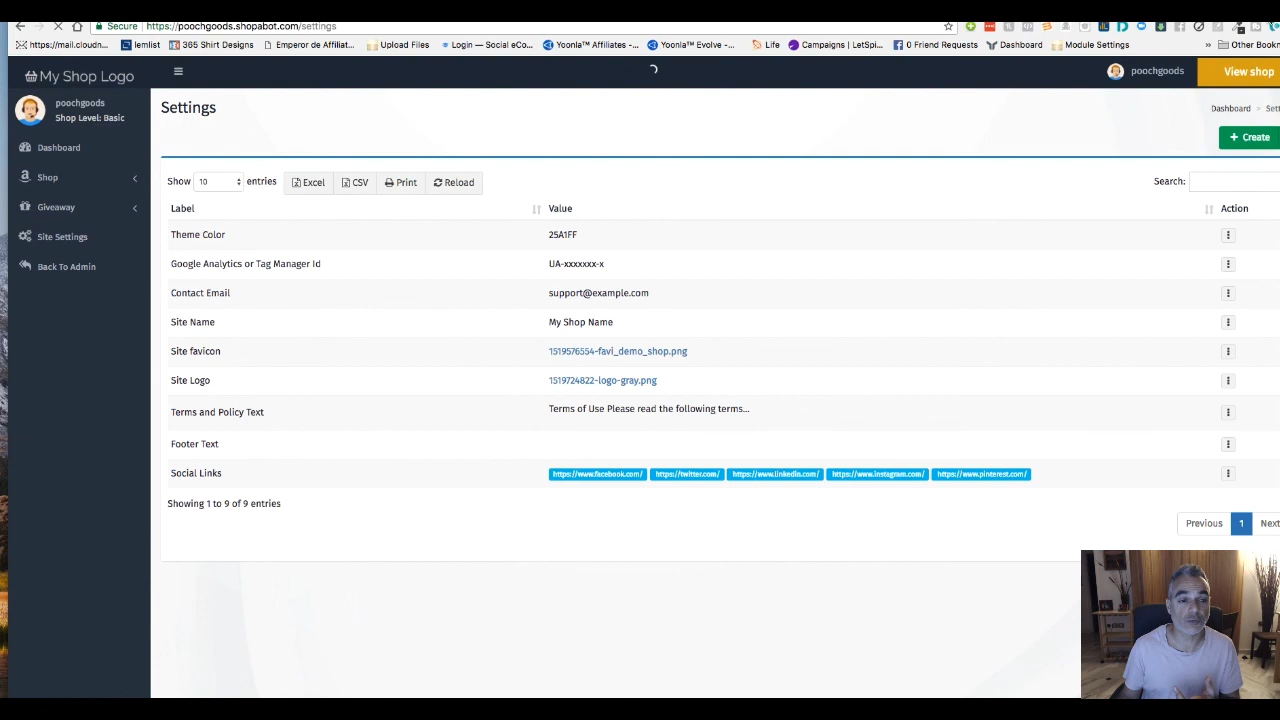 Secure https://poochgoods.shopabot.com/settings
https://mail.cloudn... lemlist 365 Shirt Designs Emperor de Affiliat... Upload Files Login — Social eCo... Yoonla™ Affiliates -... Yoonla™ Evolve -... Life Campaigns | LetSpi... 0 Friend Requests Dashboard Module Settings » Other Bookn
My Shop Logo
poochgoods
View shop
poochgoods
Shop Level: Basic
Dashboard
Shop
Giveaway
Site Settings
Back To Admin
Settings
Dashboard > Sett
+ Create
Show 10 entries Excel CSV Print Reload
Search:
Label Value Action
Theme Color 25A1FF
Google Analytics or Tag Manager Id UA-xxxxxxx-x
Contact Email support@example.com
Site Name My Shop Name
Site favicon 1519576554-favi_demo_shop.png
Site Logo 1519724822-logo-gray.png
Terms and Policy Text Terms of Use Please read the following terms...
Footer Text
Social Links https://www.facebook.com/ https://twitter.com/ https://www.linkedin.com/ https://www.instagram.com/ https://www.pinterest.com/
Showing 1 to 9 of 9 entries
Previous 1 Next